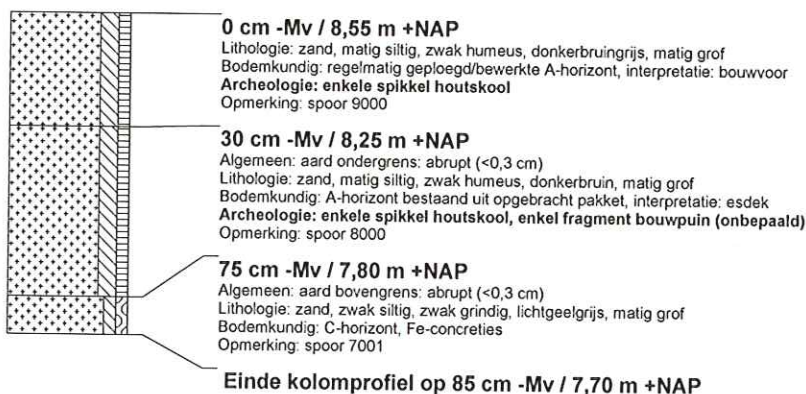 0 cm -Mv / 8,55 m +NAP
Lithologie: zand, matig siltig, zwak humeus, donkerbruingrijs, matig grof
Bodemkundig: regelmatig geploegd/bewerkte A-horizont, interpretatie: bouwvoor
Archeologie: enkele spikkel houtskool
Opmerking: spoor 9000
30 cm -Mv / 8,25 m +NAP
Algemeen: aard ondergrens: abrupt (<0,3 cm)
Lithologie: zand, matig siltig, zwak humeus, donkerbruin, matig grof
Bodemkundig: A-horizont bestaand uit opgebracht pakket, interpretatie: esdek
Archeologie: enkele spikkel houtskool, enkel fragment bouwpuin (onbepaald)
Opmerking: spoor 8000
75 cm -Mv / 7,80 m +NAP
Algemeen: aard bovengrens: abrupt (<0,3 cm)
Lithologie: zand, zwak siltig, zwak grindig, lichtgeelgrijs, matig grof
Bodemkundig: C-horizont, Fe-concreties
Opmerking: spoor 7001
Einde kolomprofiel op 85 cm -Mv / 7,70 m +NAP